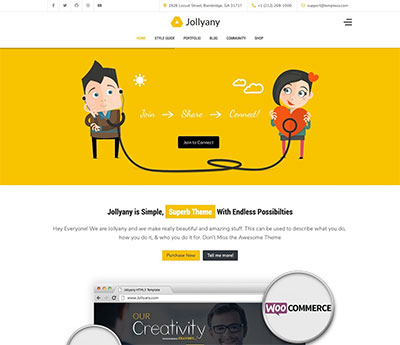 2026 Locust Street, Bainbridge, GA 31717 +1 (212) 268-1000 support@templaza.com
Jollyany
HOME STYLE GUIDE PORTFOLIO BLOG COMMUNITY SHOP
Join → Share → Connect!
Join to Connect
Jollyany is Simple, Superb Theme With Endless Possibilties
Hey Everyone! We are Jollyany and we make really beautiful and amazing stuff. This can be used to describe what you do,
how you do it, & who you do it for. Don't Miss the Awesome Theme
Purchase Now Tell me more!
Jollyany HTML5 Template
www.Jollyany.com
WOOCOMMERCE
OUR
Creativity